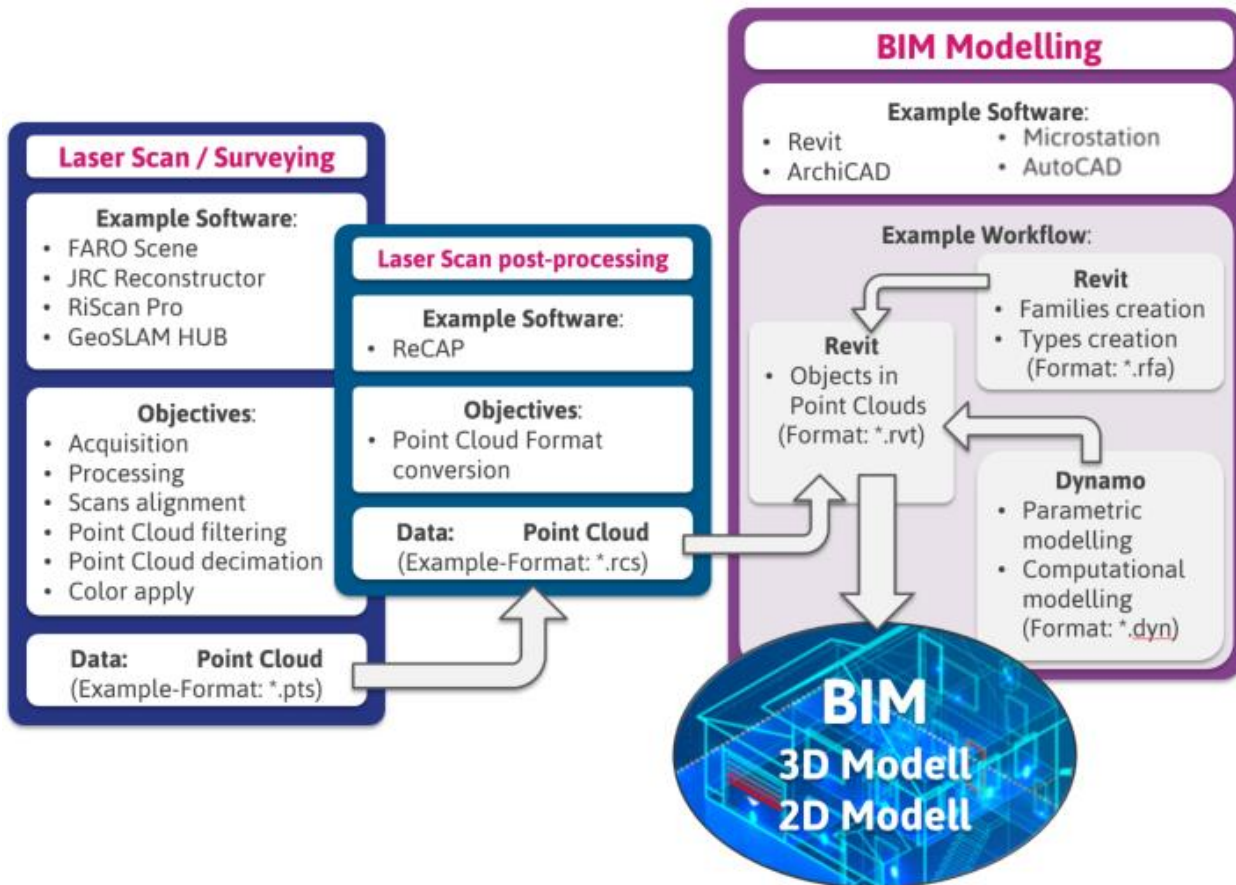 Laser Scan / Surveying
Example Software:
• FARO Scene
• JRC Reconstructor
• RiScan Pro
• GeoSLAM HUB
Objectives:
• Acquisition
• Processing
• Scans alignment
• Point Cloud filtering
• Point Cloud decimation
• Color apply
Data: Point Cloud
(Example-Format: *.pts)
Laser Scan post-processing
Example Software:
• ReCAP
Objectives:
• Point Cloud Format
conversion
Data: Point Cloud
(Example-Format: *.rcs)
BIM Modelling
Example Software:
• Revit
• ArchiCAD
• Microstation
• AutoCAD
Example Workflow:
Revit
• Objects in
Point Clouds
(Format: *.rvt)
Revit
• Families creation
• Types creation
(Format: *.rfa)
Dynamo
• Parametric
modelling
• Computational
modelling
(Format: *.dyn)
BIM
3D Modell
2D Modell